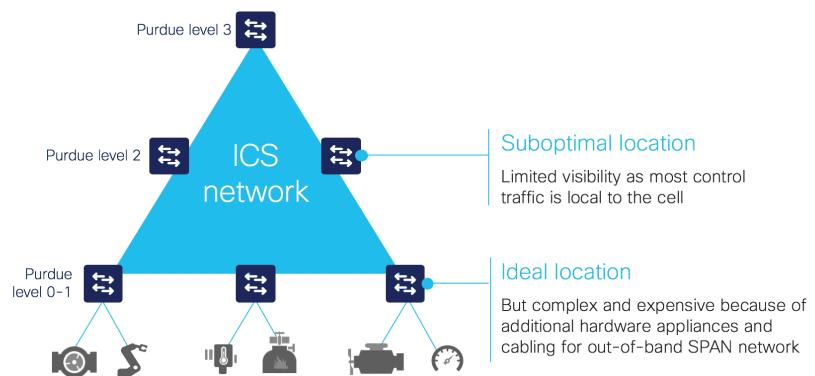 Purdue level 3
Purdue level 2
ICS
network
Suboptimal location
Limited visibility as most control
traffic is local to the cell
Purdue
level 0-1
Ideal location
But complex and expensive because of
additional hardware appliances and
cabling for out-of-band SPAN network